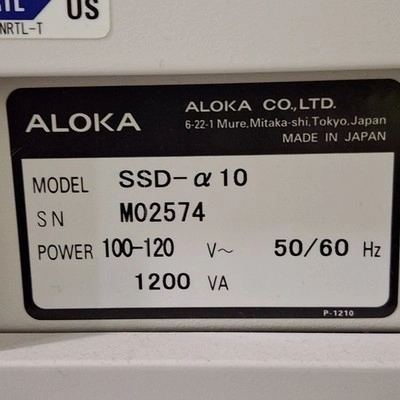 US
NRTL-T
ALOKA
ALOKA CO.,LTD.
6-22-1 Mure,Mitaka-shi,Tokyo,Japan
MADE IN JAPAN
MODEL SSD-α10
SN M02574
POWER 100-120 V~ 50/60 Hz
1200 VA
P-1210